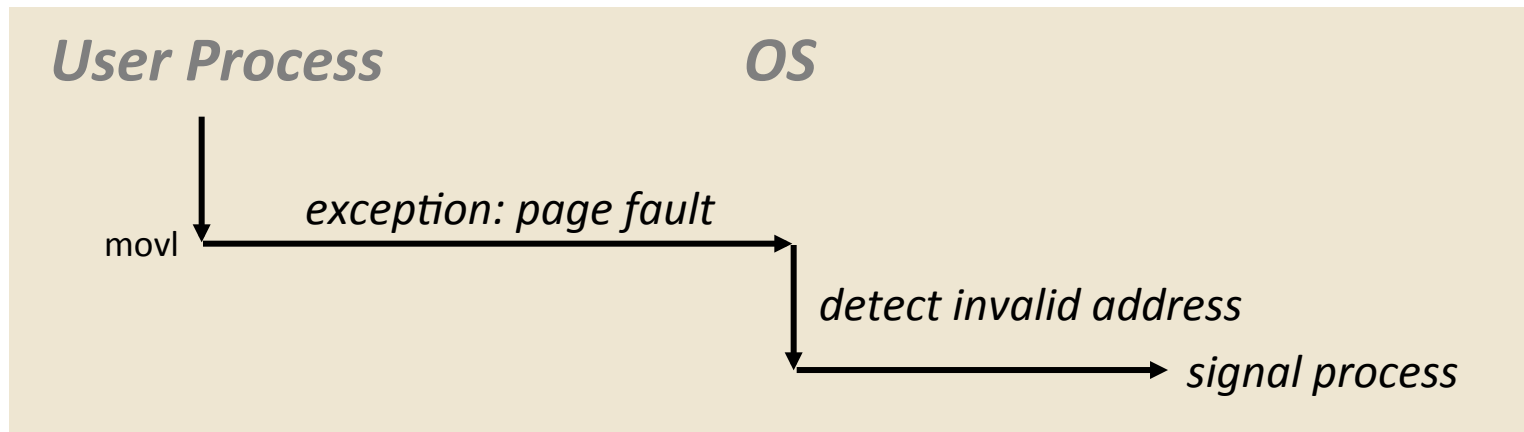 User Process OS
exception: page fault
movl
detect invalid address
signal process